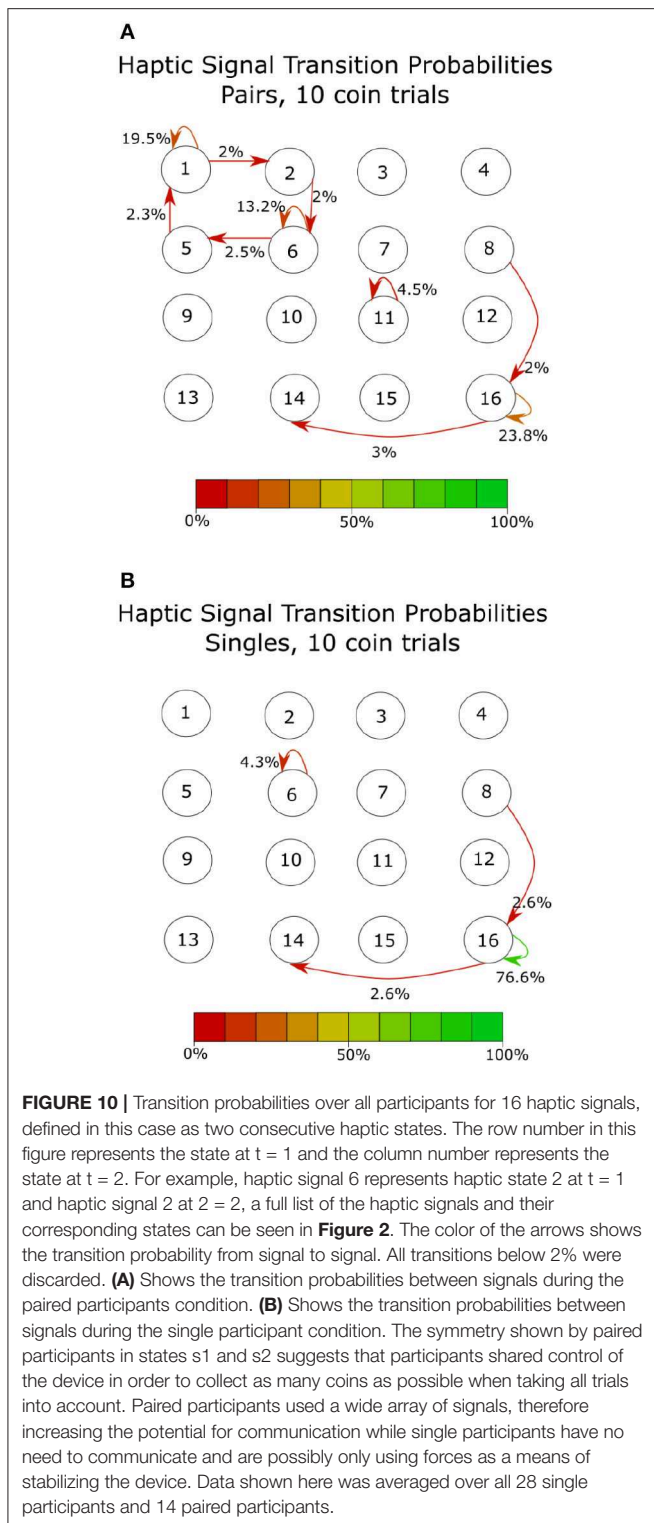 A
Haptic Signal Transition Probabilities
Pairs, 10 coin trials
19.5%
2%
1
2
3
4
13.2%
2%
2.3%
5
2.5%
6
7
8
4.5%
9
10
11
12
2%
13
14
15
16
23.8%
3%
0%
50%
100%
B
Haptic Signal Transition Probabilities
Singles, 10 coin trials
1
2
3
4
4.3%
5
6
7
8
9
10
11
12
2.6%
13
14
15
16
76.6%
2.6%
0%
50%
100%
FIGURE 10 | Transition probabilities over all participants for 16 haptic signals,
defined in this case as two consecutive haptic states. The row number in this
figure represents the state at t = 1 and the column number represents the
state at t = 2. For example, haptic signal 6 represents haptic state 2 at t = 1
and haptic signal 2 at 2 = 2, a full list of the haptic signals and their
corresponding states can be seen in Figure 2. The color of the arrows shows
the transition probability from signal to signal. All transitions below 2% were
discarded. (A) Shows the transition probabilities between signals during the
paired participants condition. (B) Shows the transition probabilities between
signals during the single participant condition. The symmetry shown by paired
participants in states s1 and s2 suggests that participants shared control of
the device in order to collect as many coins as possible when taking all trials
into account. Paired participants used a wide array of signals, therefore
increasing the potential for communication while single participants have no
need to communicate and are possibly only using forces as a means of
stabilizing the device. Data shown here was averaged over all 28 single
participants and 14 paired participants.